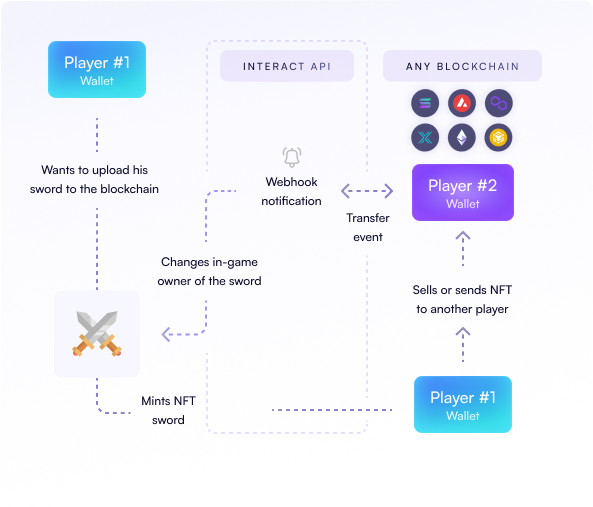 Player #1
Wallet
INTERACT API
ANY BLOCKCHAIN
Wants to upload his
sword to the blockchain
Webhook
notification
Player #2
Wallet
Transfer
event
Changes in-game
owner of the sword
Sells or sends NFT
to another player
Mints NFT
sword
Player #1
Wallet